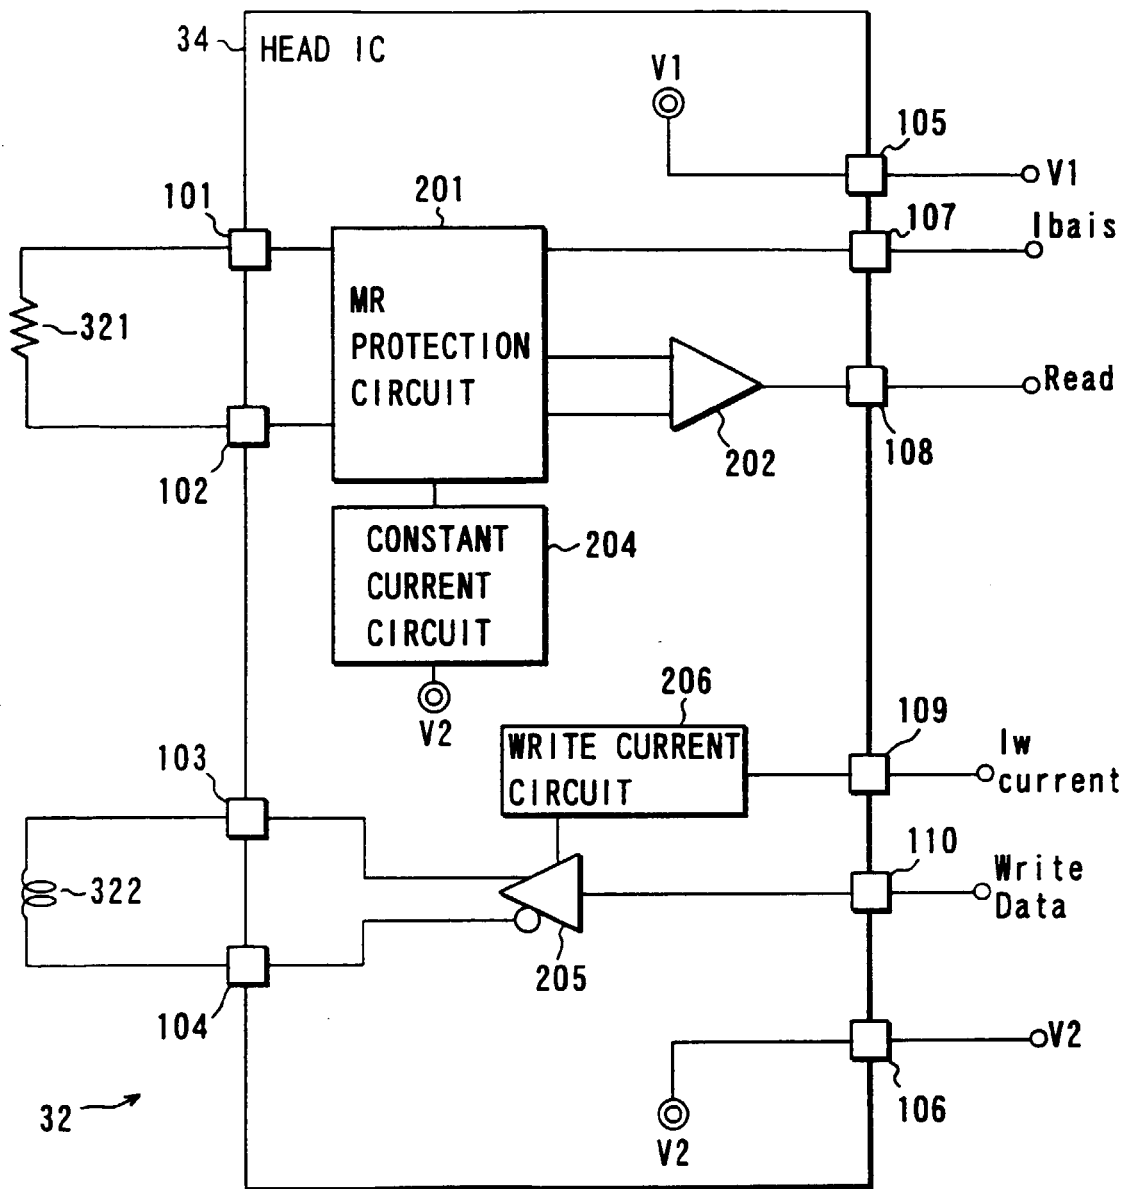 34
HEAD IC
V1
105
V1
101
201
107
Ibais
321
MR
PROTECTION
CIRCUIT
Read
102
202
108
CONSTANT
CURRENT
CIRCUIT
204
V2
206
109
103
WRITE CURRENT
CIRCUIT
Iw
current
110
322
Write
Data
205
104
V2
32
106
V2